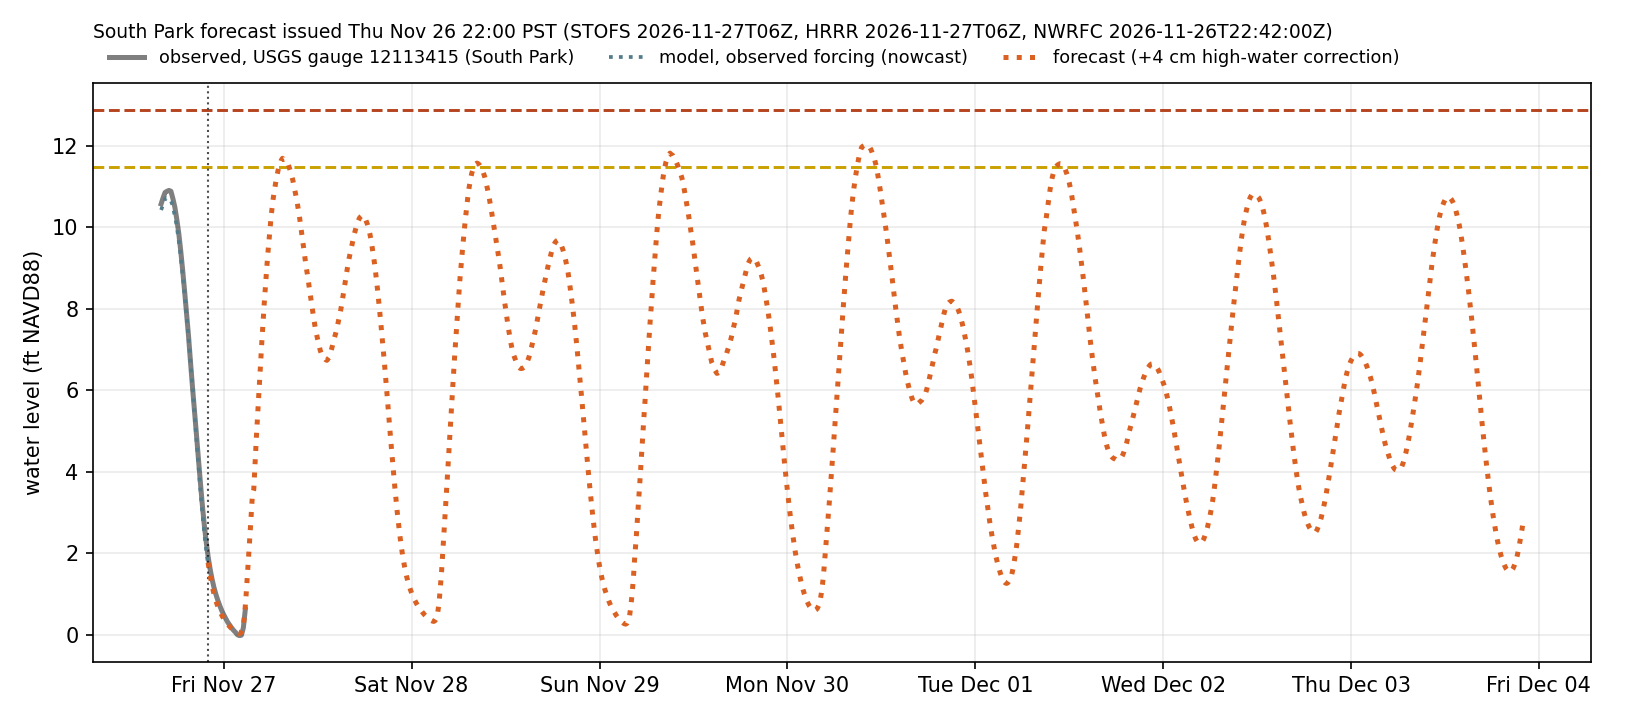 South Park forecast issued Thu Nov 26 22:00 PST (STOFS 2026-11-27T06Z, HRRR 2026-11-27T06Z, NWRFC 2026-11-26T22:42:00Z)
observed, USGS gauge 12113415 (South Park) model, observed forcing (nowcast) forecast (+4 cm high-water correction)
water level (ft NAVD88)
12
10
8
6
4
2
0
Fri Nov 27 Sat Nov 28 Sun Nov 29 Mon Nov 30 Tue Dec 01 Wed Dec 02 Thu Dec 03 Fri Dec 04